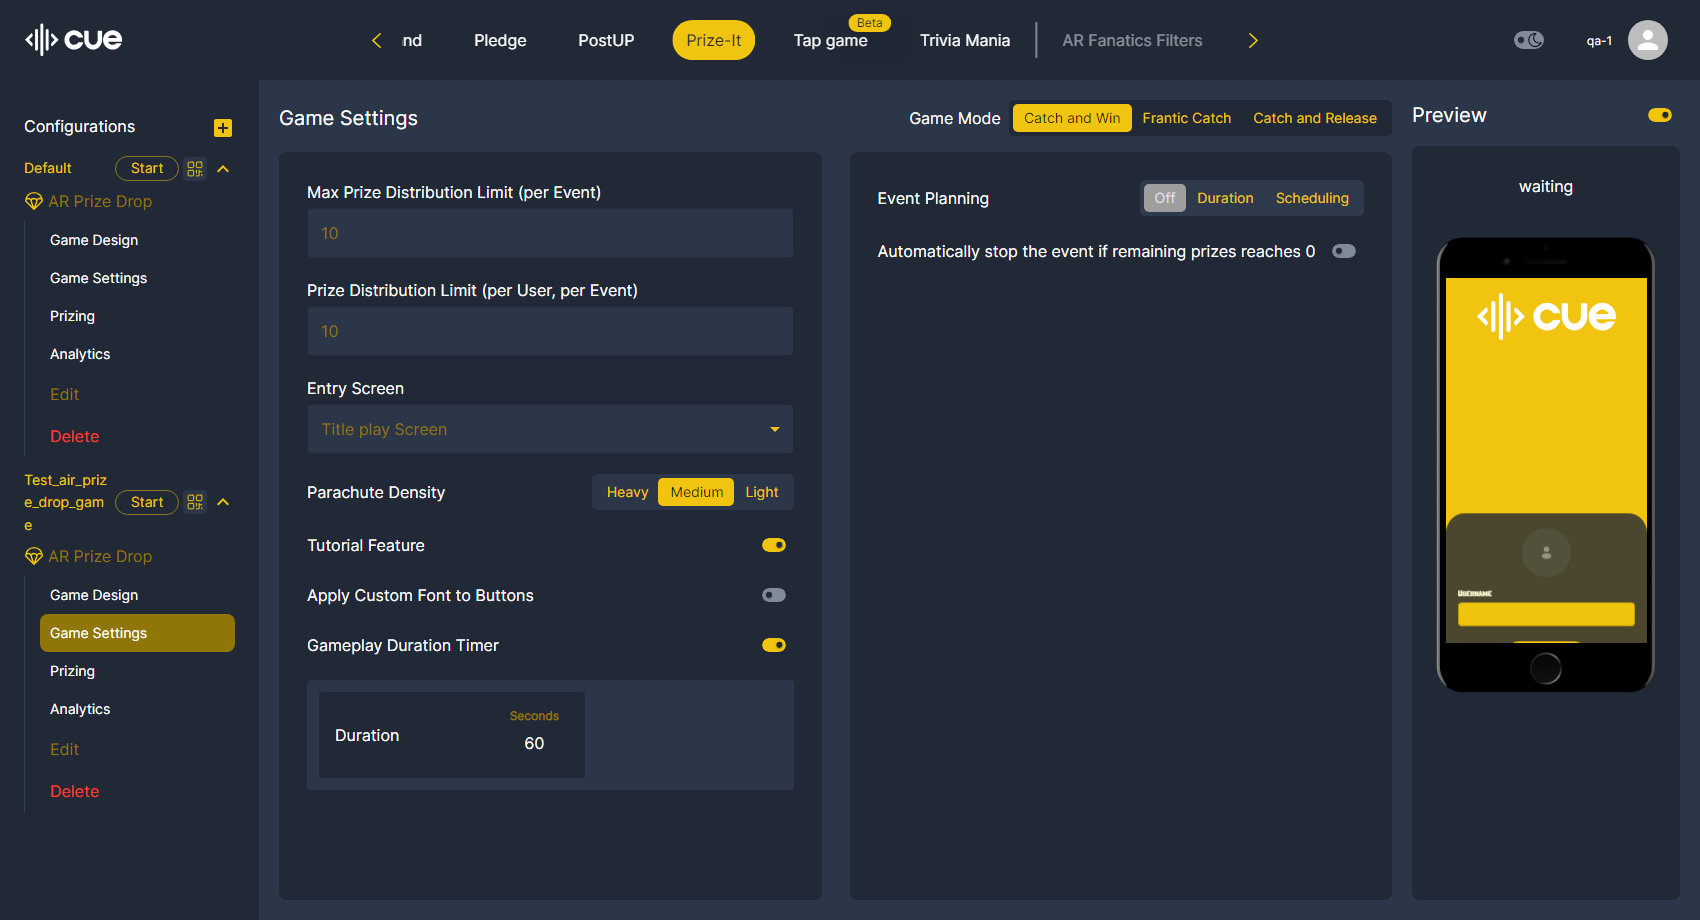 cue
nd
Pledge
PostUP
Prize-It
Beta
Tap game
Trivia Mania
AR Fanatics Filters
qa-1
Configurations
Default
Start
AR Prize Drop
Game Design
Game Settings
Prizing
Analytics
Edit
Delete
Test_air_priz
e_drop_gam
e
Start
AR Prize Drop
Game Design
Game Settings
Prizing
Analytics
Edit
Delete
Game Settings
Game Mode
Catch and Win
Frantic Catch
Catch and Release
Max Prize Distribution Limit (per Event)
10
Prize Distribution Limit (per User, per Event)
10
Entry Screen
Title play Screen
Parachute Density
Heavy
Medium
Light
Tutorial Feature
Apply Custom Font to Buttons
Gameplay Duration Timer
Duration
Seconds
60
Event Planning
Off
Duration
Scheduling
Automatically stop the event if remaining prizes reaches 0
Preview
waiting
cue
USERNAME